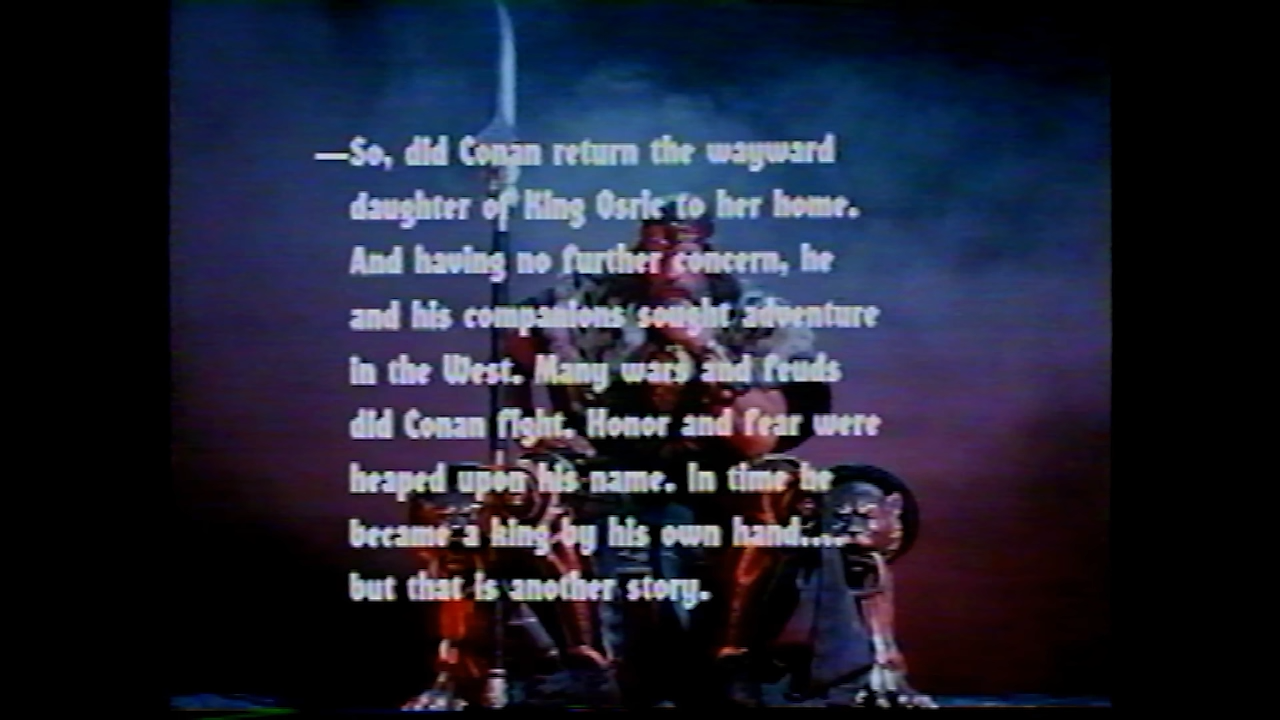 —So, did Conan return the wayward
daughter of King Osric to her home.
And having no further concern, he
and his companions sought adventure
in the West. Many wars and feuds
did Conan fight. Honor and fear were
heaped upon his name. In time he
became a king by his own hand....
but that is another story.